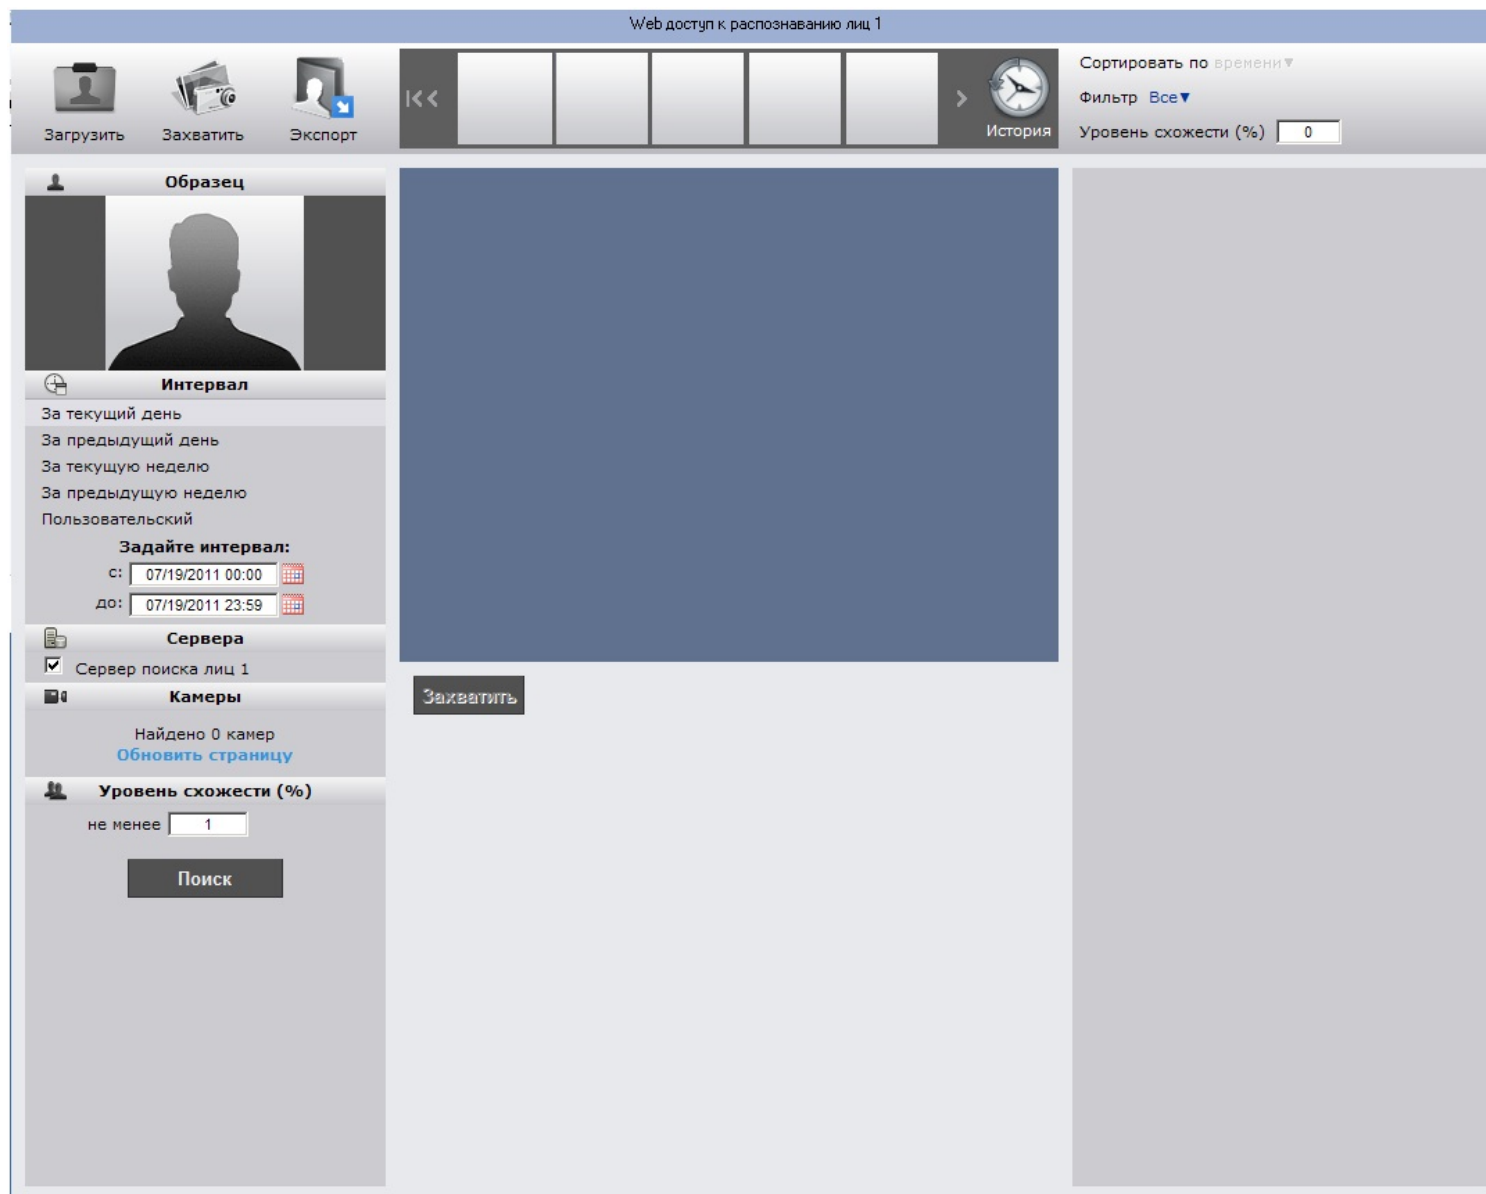 Web доступ к распознаванию лиц 1
Загрузить
Захватить
Экспорт
История
Сортировать по времени▼
Фильтр Все▼
Уровень схожести (%) 0
Образец
Интервал
За текущий день
За предыдущий день
За текущую неделю
За предыдущую неделю
Пользовательский
Задайте интервал:
с: 07/19/2011 00:00
до: 07/19/2011 23:59
Сервера
Сервер поиска лиц 1
Камеры
Найдено 0 камер
Обновить страницу
Уровень схожести (%)
не менее 1
Поиск
Захватить